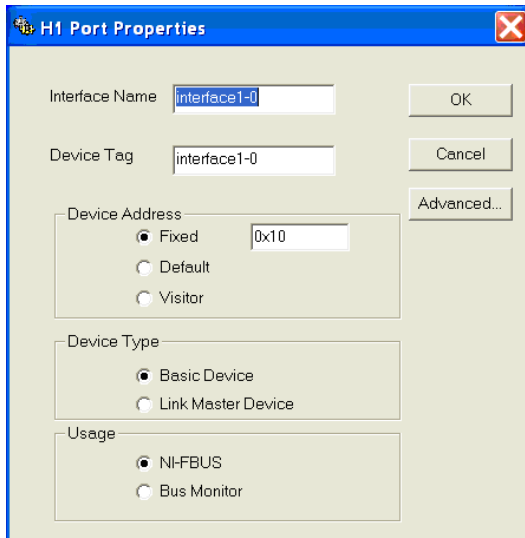 H1 Port Properties
Interface Name interface1-0 OK
Device Tag interface1-0 Cancel
Advanced...
Device Address
Fixed 0x10
Default
Visitor
Device Type
Basic Device
Link Master Device
Usage
NI-FBUS
Bus Monitor